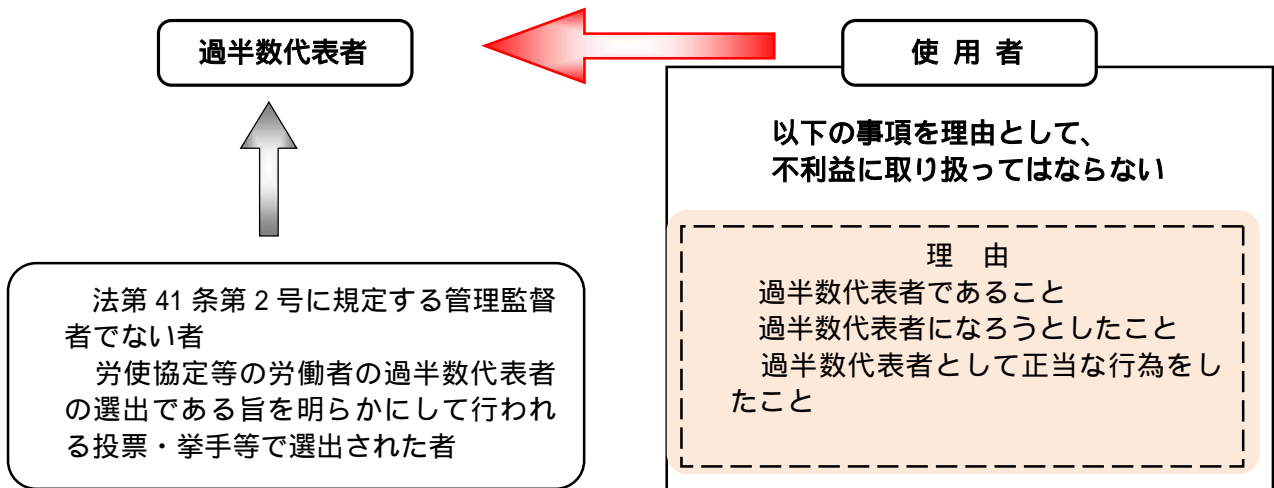 過半数代表者
使 用 者
以下の事項を理由として、
不利益に取り扱ってはならない
理　由
過半数代表者であること
過半数代表者になろうとしたこと
過半数代表者として正当な行為をし
たこと
法第 41 条第 2 号に規定する管理監督
者でない者
労使協定等の労働者の過半数代表者
の選出である旨を明らかにして行われ
る投票・挙手等で選出された者